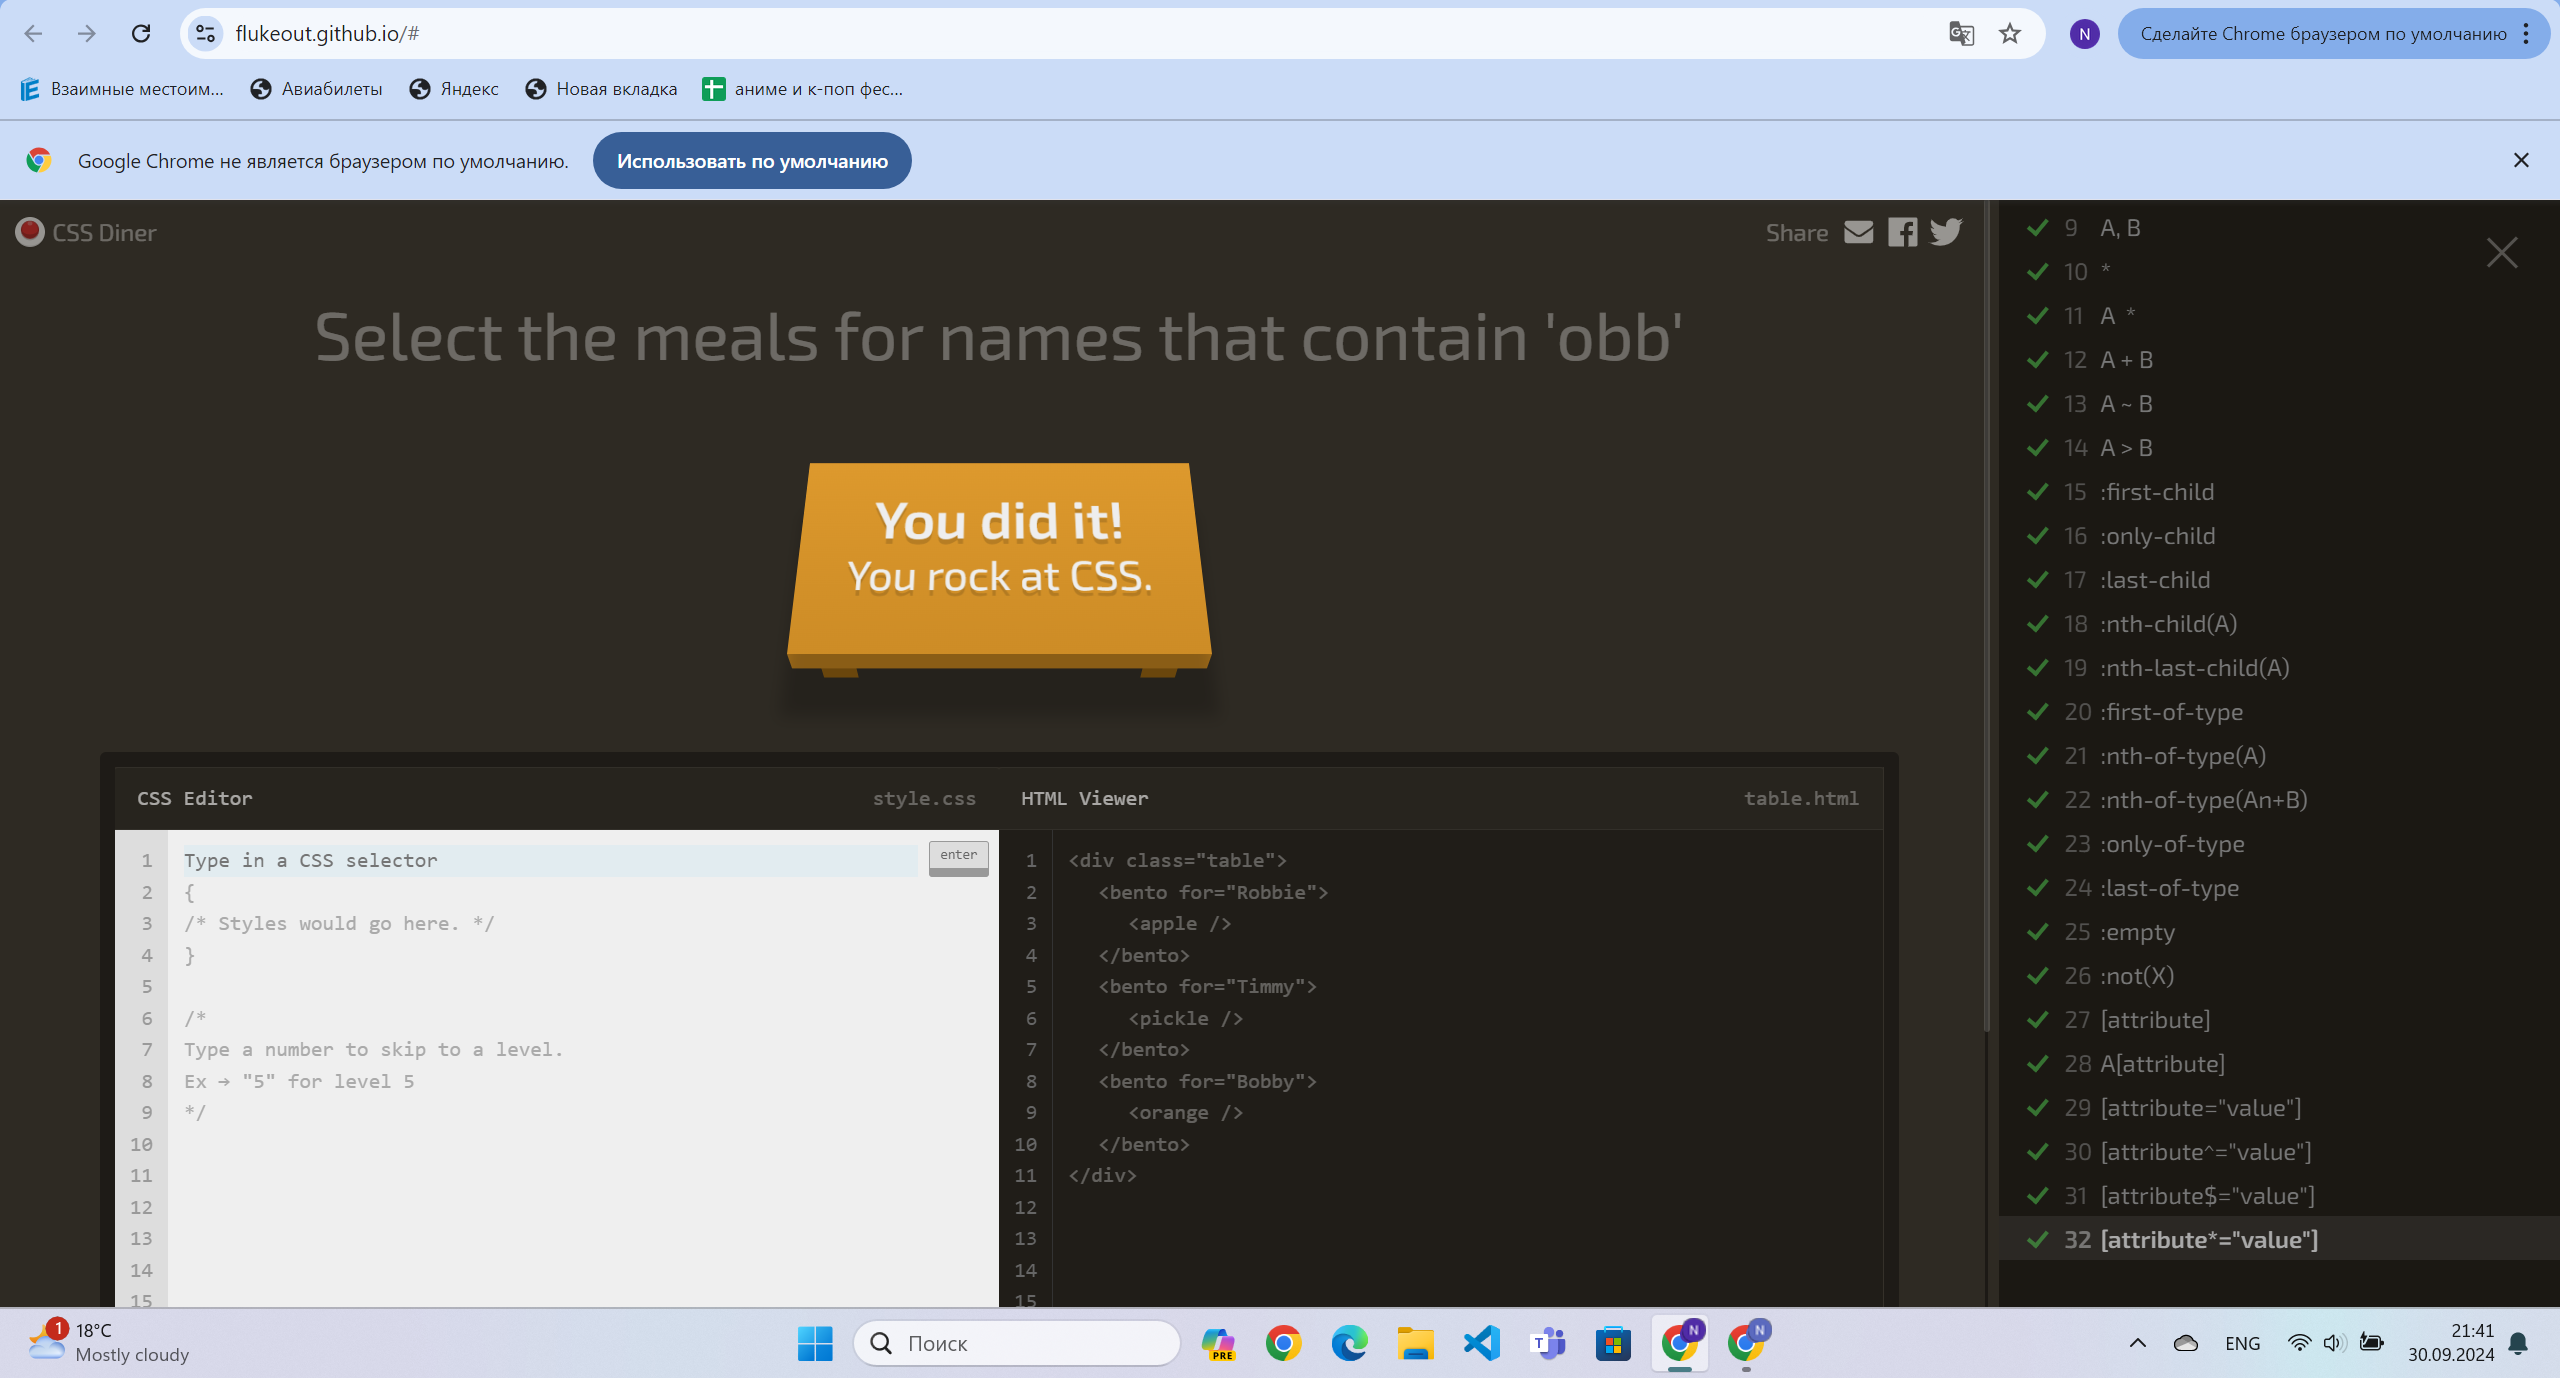 flukeout.github.io/#
N
Сделайте Chrome браузером по умолчанию
Взаимные местоим...
Авиабилеты
Яндекс
Новая вкладка
аниме и к-поп фес...
Google Chrome не является браузером по умолчанию.
Использовать по умолчанию
CSS Diner
Share
Select the meals for names that contain 'obb'
You did it!
You rock at CSS.
CSS Editor
style.css
HTML Viewer
table.html
1 Type in a CSS selector
enter
2 {
3 /* Styles would go here. */
4 }
5
6 /*
7 Type a number to skip to a level.
8 Ex → "5" for level 5
9 */
10
11
12
13
14
15
1 <div class="table">
2 <bento for="Robbie">
3 <apple />
4 </bento>
5 <bento for="Timmy">
6 <pickle />
7 </bento>
8 <bento for="Bobby">
9 <orange />
10 </bento>
11 </div>
12
13
14
15
9 A, B
10 *
11 A *
12 A + B
13 A ~ B
14 A > B
15 :first-child
16 :only-child
17 :last-child
18 :nth-child(A)
19 :nth-last-child(A)
20 :first-of-type
21 :nth-of-type(A)
22 :nth-of-type(An+B)
23 :only-of-type
24 :last-of-type
25 :empty
26 :not(X)
27 [attribute]
28 A[attribute]
29 [attribute="value"]
30 [attribute^="value"]
31 [attribute$="value"]
32 [attribute*="value"]
1
18°C
Mostly cloudy
Поиск
PRE
T
N
N
ENG
21:41
30.09.2024